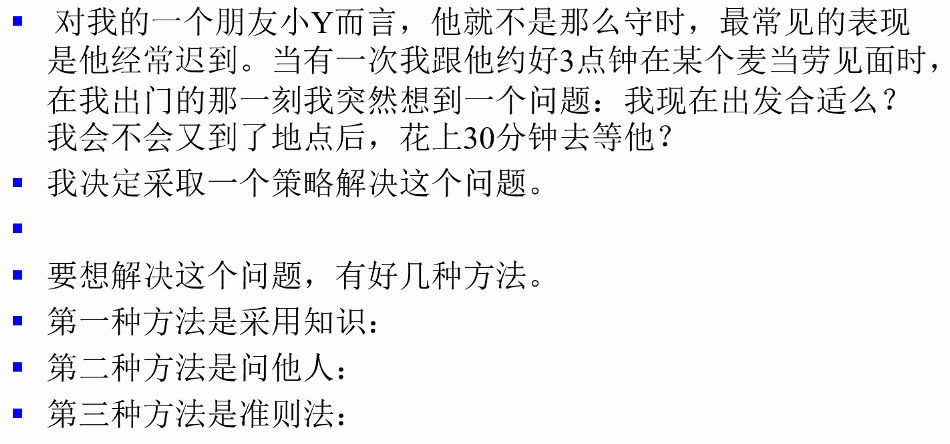 对我的一个朋友小Y而言，他就不是那么守时，最常见的表现
是他经常迟到。当有一次我跟他约好3点钟在某个麦当劳见面时，
在我出门的那一刻我突然想到一个问题：我现在出发合适么？
我会不会又到了地点后，花上30分钟去等他？
我决定采取一个策略解决这个问题。
要想解决这个问题，有好几种方法。
第一种方法是采用知识：
第二种方法是问他人：
第三种方法是准则法：